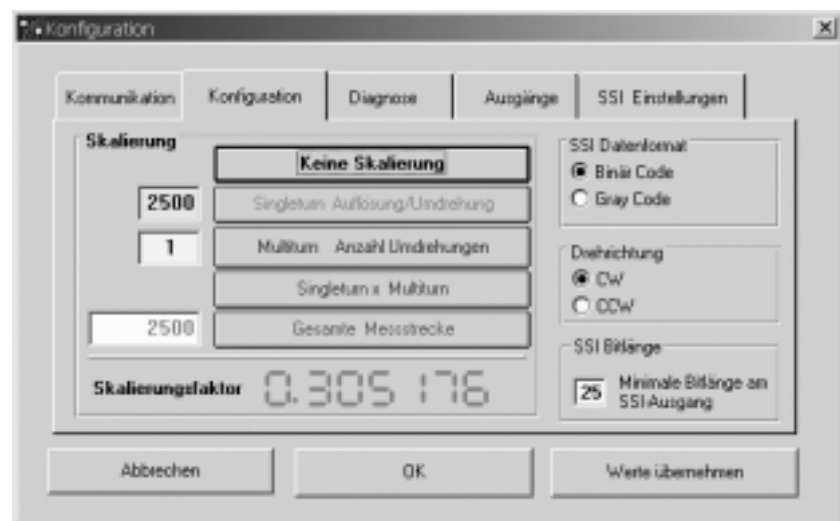 Konfiguration
Kommunikation
Konfiguration
Diagnose
Ausgänge
SSI Einstellungen
Skalierung
Keine Skalierung
2500
Singleturn Auflösung/Umdrehung
1
Multiturn Anzahl Umdrehungen
Singleturn x Multiturn
2500
Gesamte Messstrecke
Skalierungsfaktor 0.305176
SSI Datenformat
Binär Code
Gray Code
Drehrichtung
CW
CCW
SSI Bitlänge
25
Minimale Bitlänge am
SSI-Ausgang
Abbrechen
OK
Werte übernehmen